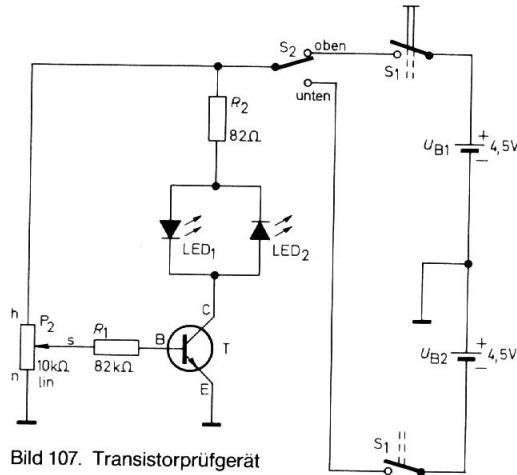 S2
oben
unten
S1
R2
82Ω
UB1
+
4,5V
−
LED1
LED2
C
h
P2
s
R1
B
T
10kΩ
82kΩ
n
lin
E
UB2
+
4,5V
−
S1
Bild 107. Transistorprüfgerät